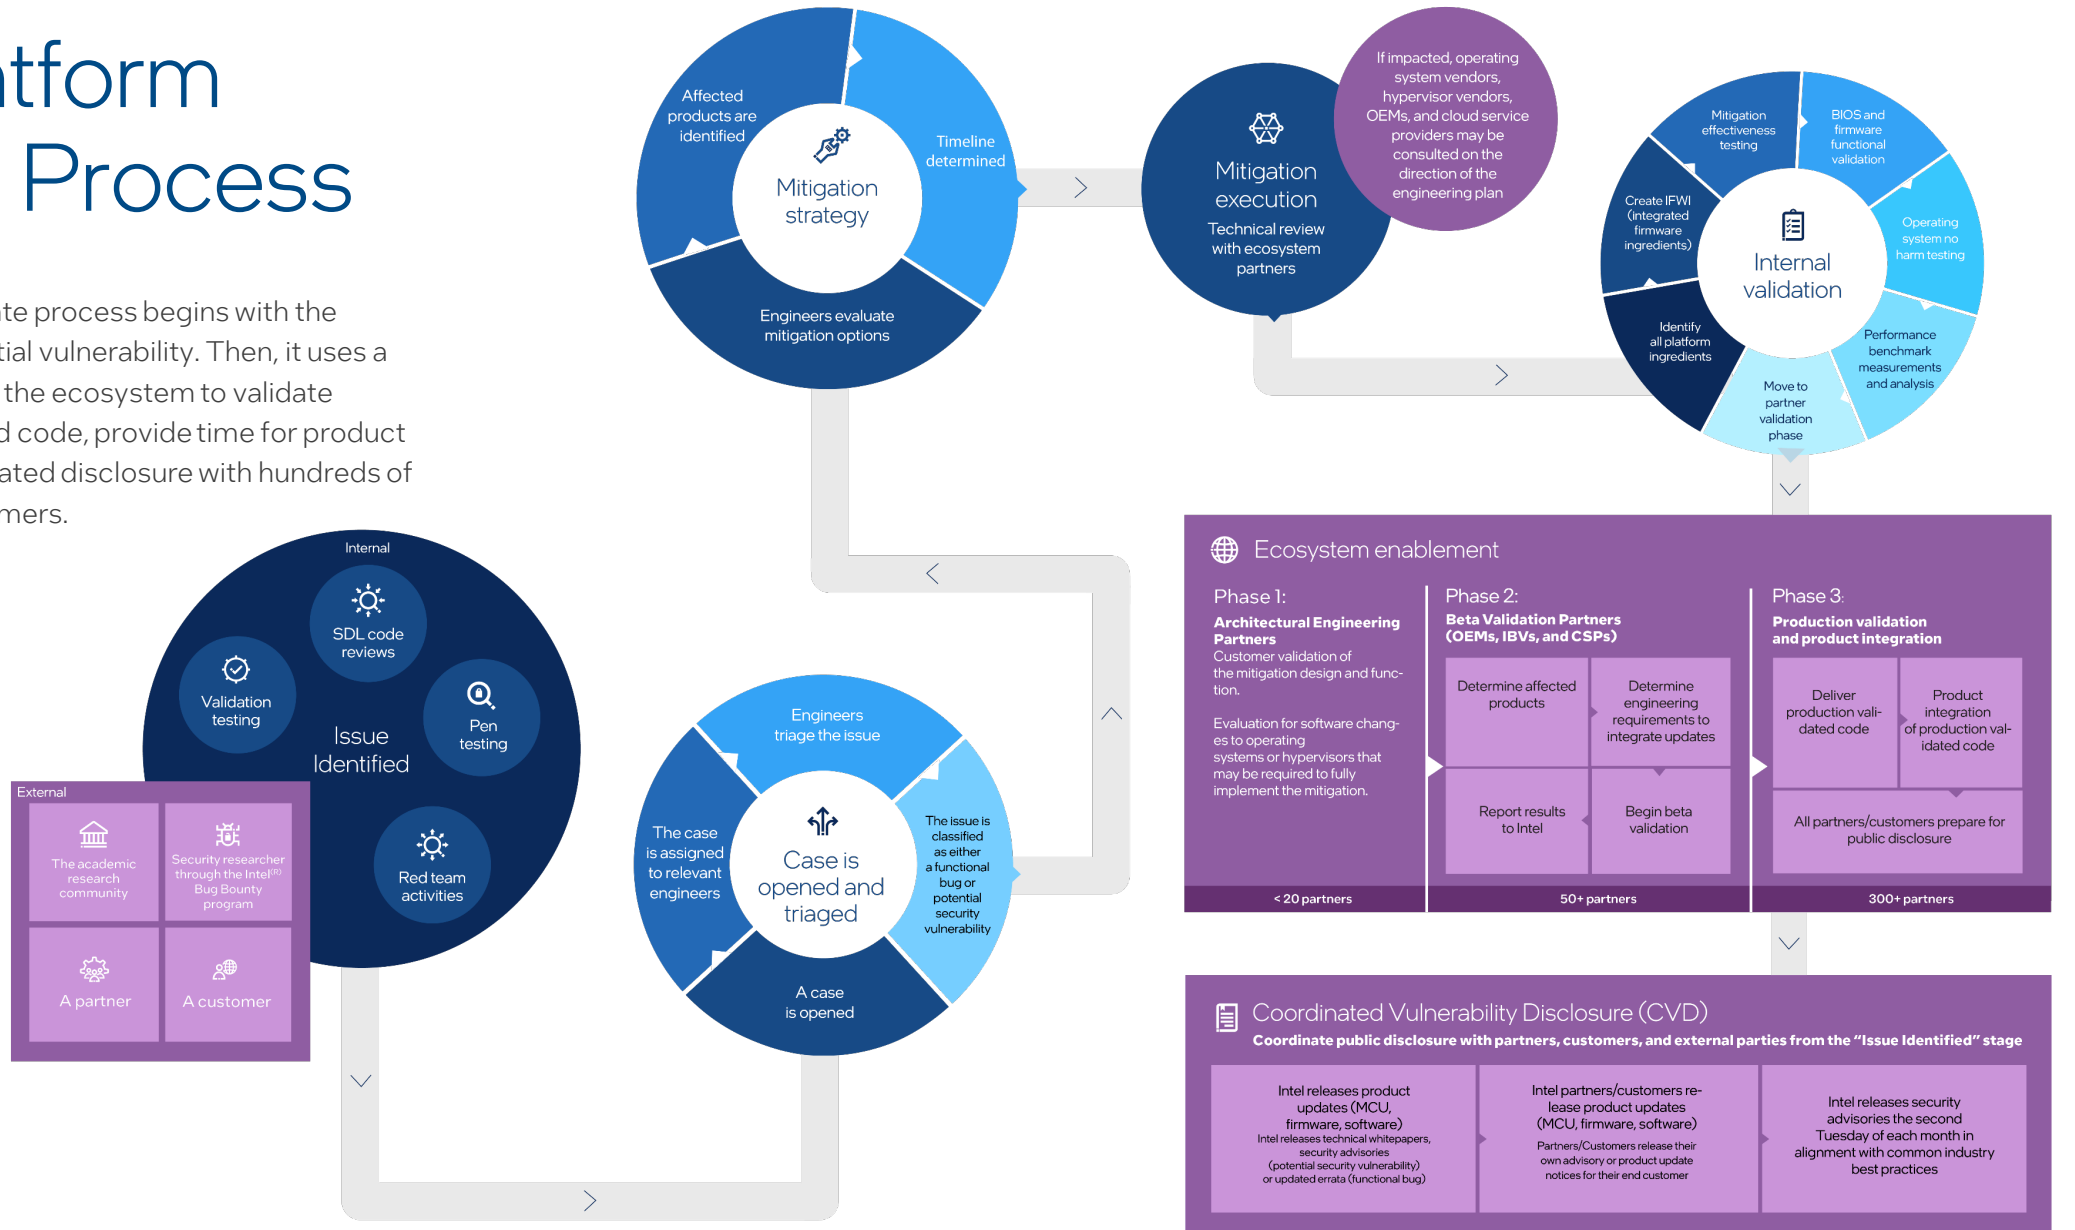 atform
Process
ate process begins with the
tial vulnerability. Then, it uses a
the ecosystem to validate
d code, provide time for product
ated disclosure with hundreds of
mers.
Internal
SDL code
reviews
Validation
testing
Pen
testing
Issue
Identified
Red team
activities
External
The academic
research
community
Security researcher
through the Intel(R)
Bug Bounty
program
A partner
A customer
Case is
opened and
triaged
A case
is opened
The case
is assigned
to relevant
engineers
Engineers
triage the issue
The issue is
classified
as either
a functional
bug or
potential
security
vulnerability
Mitigation
strategy
Engineers evaluate
mitigation options
Affected
products are
identified
Timeline
determined
Mitigation
execution
Technical review
with ecosystem
partners
If impacted, operating
system vendors,
hypervisor vendors,
OEMs, and cloud service
providers may be
consulted on the
direction of the
engineering plan
Internal
validation
Identify
all platform
ingredients
Create IFWI
(integrated
firmware
ingredients)
Mitigation
effectiveness
testing
BIOS and
firmware
functional
validation
Operating
system no
harm testing
Performance
benchmark
measurements
and analysis
Move to
partner
validation
phase
Ecosystem enablement
Phase 1:
Architectural Engineering
Partners
Customer validation of
the mitigation design and func-
tion.
Evaluation for software chang-
es to operating
systems or hypervisors that
may be required to fully
implement the mitigation.
< 20 partners
Phase 2:
Beta Validation Partners
(OEMs, IBVs, and CSPs)
Determine affected
products
Determine
engineering
requirements to
integrate updates
Report results
to Intel
Begin beta
validation
50+ partners
Phase 3:
Production validation
and product integration
Deliver
production vali-
dated code
Product
integration
of production val-
idated code
All partners/customers prepare for
public disclosure
300+ partners
Coordinated Vulnerability Disclosure (CVD)
Coordinate public disclosure with partners, customers, and external parties from the “Issue Identified” stage
Intel releases product
updates (MCU,
firmware, software)
Intel releases technical whitepapers,
security advisories
(potential security vulnerability)
or updated errata (functional bug)
Intel partners/customers re-
lease product updates
(MCU, firmware, software)
Partners/Customers release their
own advisory or product update
notices for their end customer
Intel releases security
advisories the second
Tuesday of each month in
alignment with common industry
best practices